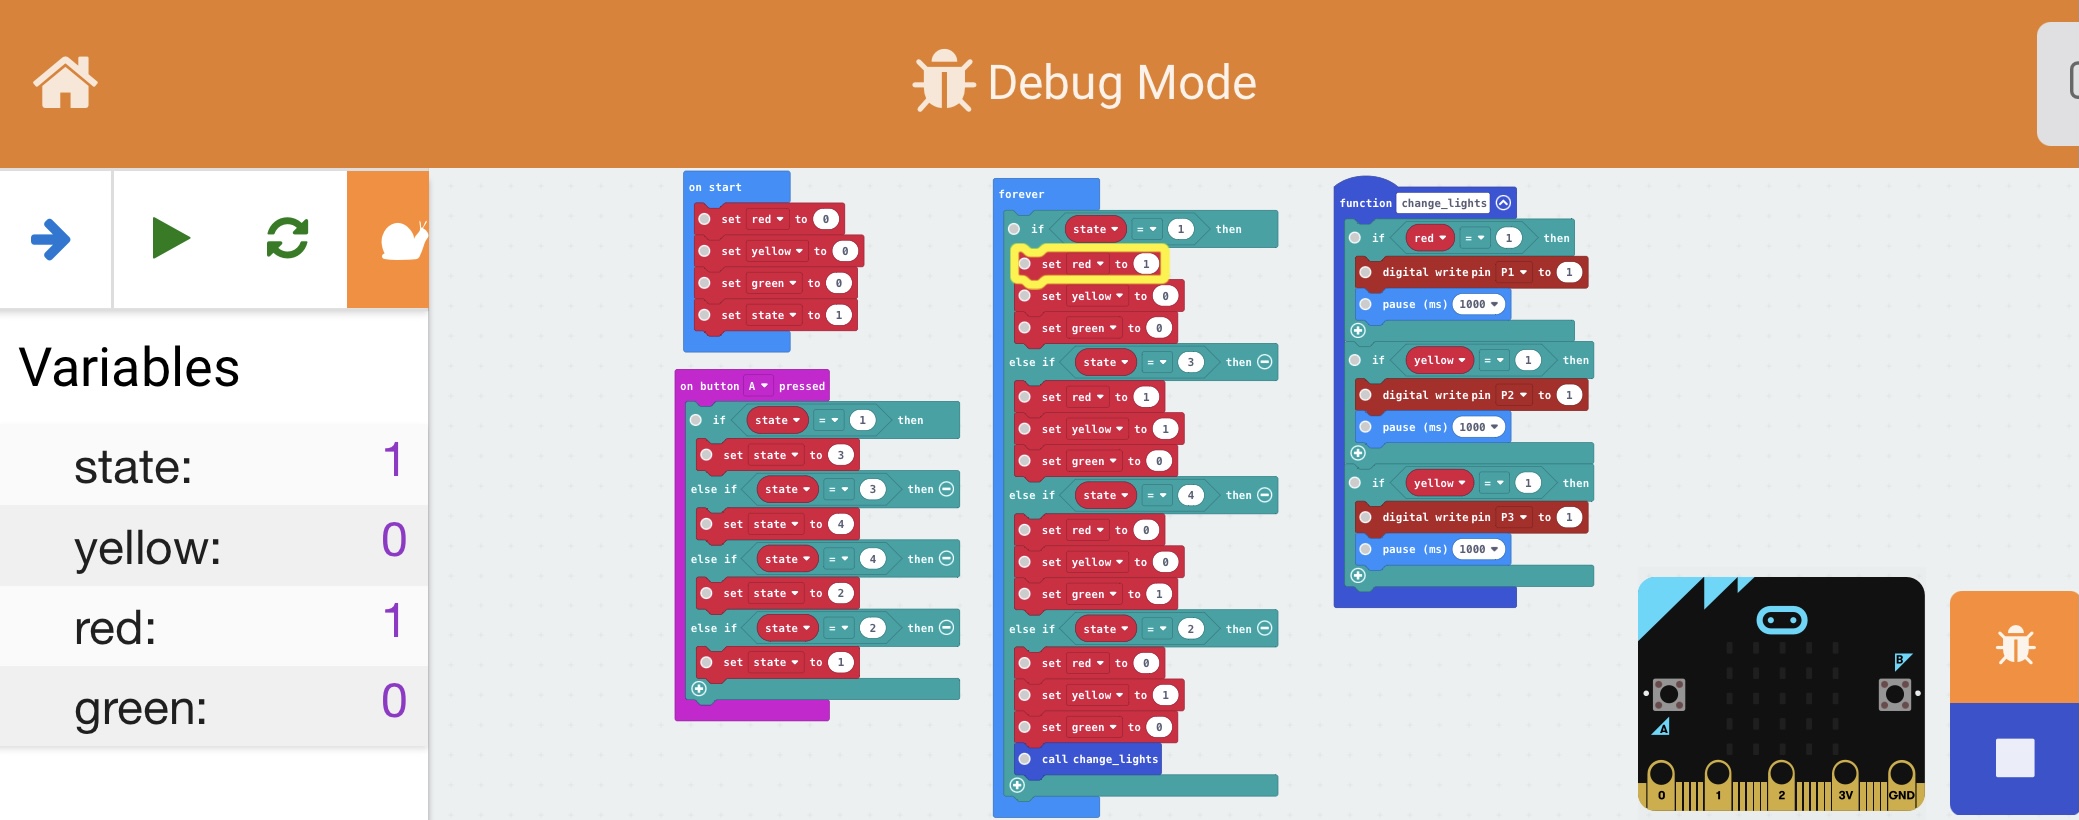 Debug Mode
Variables
state: 1
yellow: 0
red: 1
green: 0
on start
set red to 0
set yellow to 0
set green to 0
set state to 1
on button A pressed
if state = 1 then
set state to 3
else if state = 3 then
set state to 4
else if state = 4 then
set state to 2
else if state = 2 then
set state to 1
forever
if state = 1 then
set red to 1
set yellow to 0
set green to 0
else if state = 3 then
set red to 1
set yellow to 1
set green to 0
else if state = 4 then
set red to 0
set yellow to 0
set green to 1
else if state = 2 then
set red to 0
set yellow to 1
set green to 0
call change_lights
function change_lights
if red = 1 then
digital write pin P1 to 1
pause (ms) 1000
if yellow = 1 then
digital write pin P2 to 1
pause (ms) 1000
if yellow = 1 then
digital write pin P3 to 1
pause (ms) 1000
B
A
0 1 2 3V GND